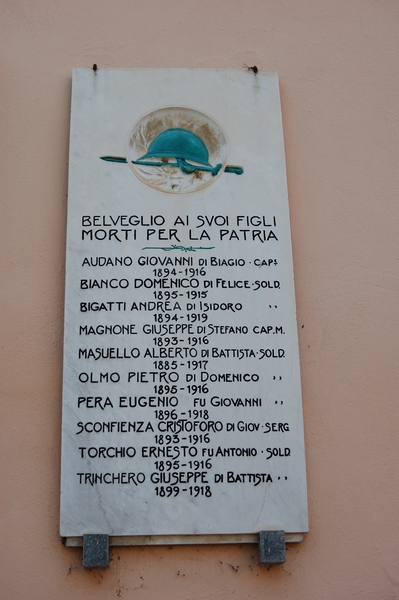 BELVEGLIO AI SVOI FIGLI
MORTI PER LA PATRIA
AUDANO GIOVANNI DI BIAGIO · CAP.
1894-1916
BIANCO DOMENICO DI FELICE · SOLD.
1895-1915
BIGATTI ANDREA DI ISIDORO "
1894-1919
MAGNONE GIUSEPPE DI STEFANO CAP. M.
1893-1916
MASUELLO ALBERTO DI BATTISTA · SOLD.
1885-1917
OLMO PIETRO DI DOMENICO "
1895-1916
PERA EUGENIO FU GIOVANNI "
1896-1918
SCONFIENZA CRISTOFORO DI GIOV · SERG
1893-1916
TORCHIO ERNESTO FU ANTONIO · SOLD.
1895-1916
TRINCHERO GIUSEPPE DI BATTISTA "
1899-1918